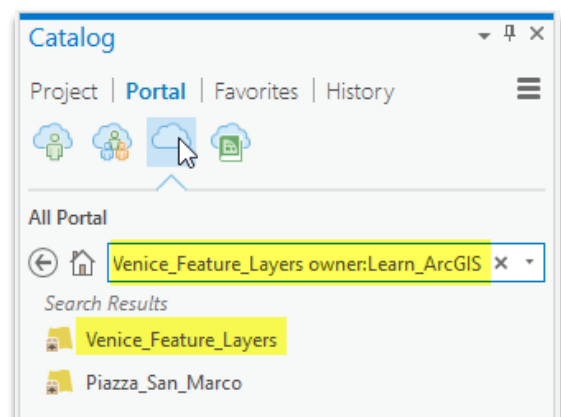 Catalog
Project | Portal | Favorites | History
All Portal
Venice_Feature_Layers owner:Learn_ArcGIS
Search Results
Venice_Feature_Layers
Piazza_San_Marco